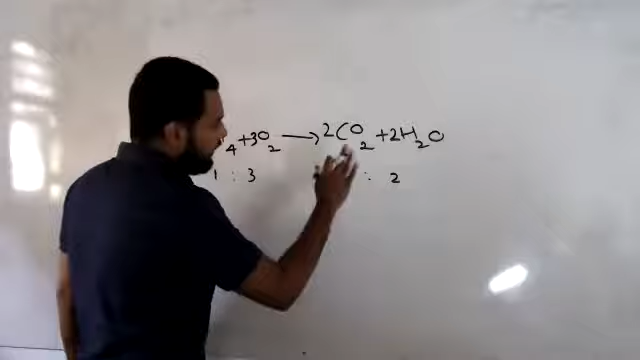 ₄ + 3O₂ ⟶ 2CO₂ + 2H₂O
1 : 3 : 2